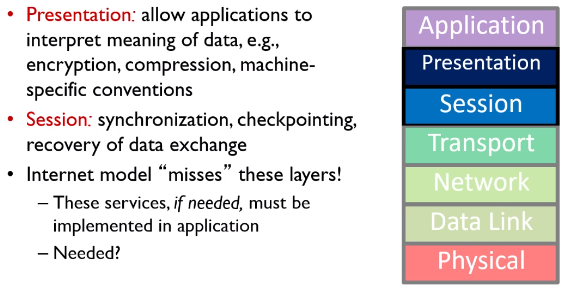 • Presentation: allow applications to
interpret meaning of data, e.g.,
encryption, compression, machine-
specific conventions
• Session: synchronization, checkpointing,
recovery of data exchange
• Internet model “misses” these layers!
– These services, if needed, must be
implemented in application
– Needed?
Application
Presentation
Session
Transport
Network
Data Link
Physical